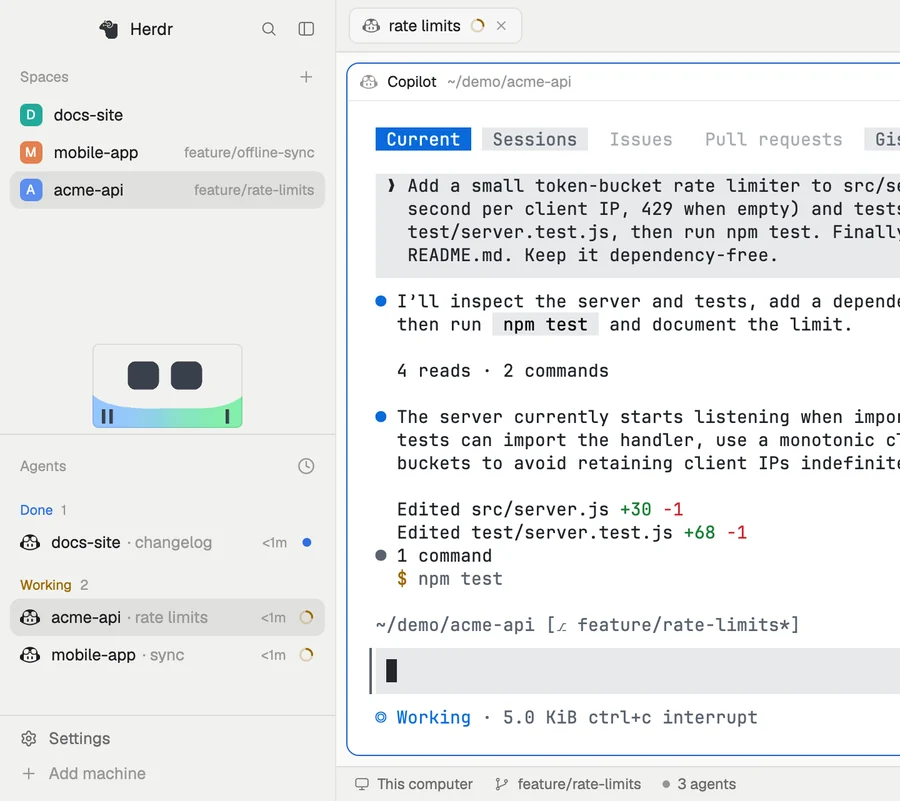 Herdr
Spaces
D docs-site
M mobile-app feature/offline-sync
A acme-api feature/rate-limits
Agents
Done 1
docs-site · changelog <1m
Working 2
acme-api · rate limits <1m
mobile-app · sync <1m
Settings
Add machine
rate limits
Copilot ~/demo/acme-api
Current Sessions Issues Pull requests Gis
❯ Add a small token-bucket rate limiter to src/se
second per client IP, 429 when empty) and tests
test/server.test.js, then run npm test. Finally
README.md. Keep it dependency-free.
I’ll inspect the server and tests, add a depende
then run npm test and document the limit.
4 reads · 2 commands
The server currently starts listening when impor
tests can import the handler, use a monotonic cl
buckets to avoid retaining client IPs indefinite
Edited src/server.js +30 -1
Edited test/server.test.js +68 -1
1 command
$ npm test
~/demo/acme-api [⎇ feature/rate-limits*]
Working · 5.0 KiB ctrl+c interrupt
This computer feature/rate-limits 3 agents